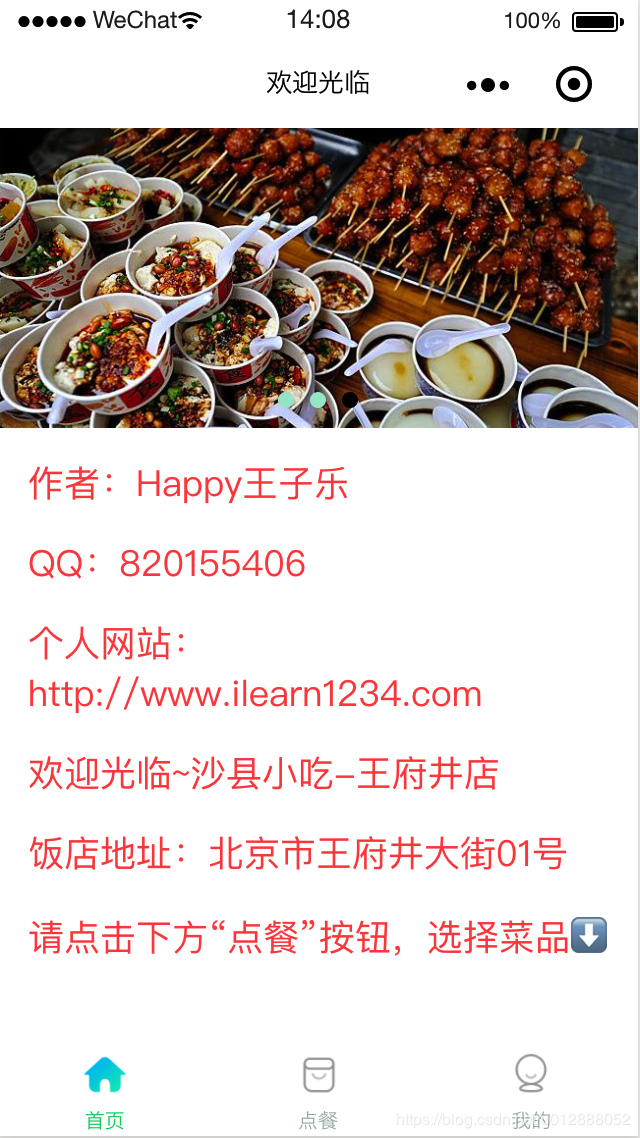 WeChat 14:08 100%
欢迎光临
作者：Happy王子乐
QQ：820155406
个人网站：
http://www.ilearn1234.com
欢迎光临~沙县小吃-王府井店
饭店地址：北京市王府井大街01号
请点击下方“点餐”按钮，选择菜品⬇️
首页 点餐 我的